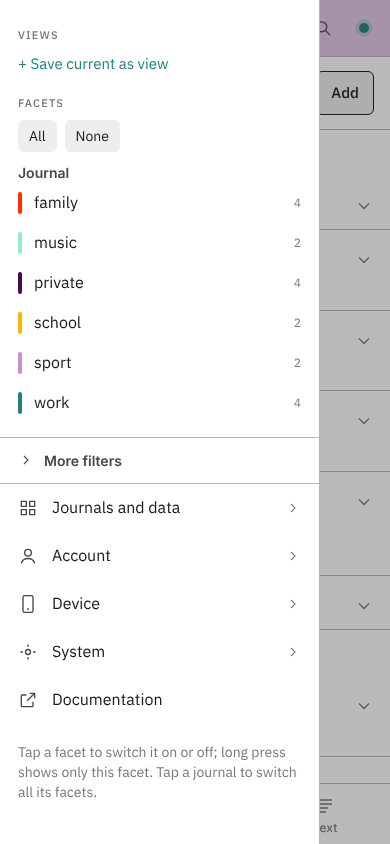 VIEWS
+ Save current as view
Add
FACETS
All
None
Journal
family 4
music 2
private 4
school 2
sport 2
work 4
More filters
Journals and data
Account
Device
System
Documentation
Tap a facet to switch it on or off; long press
shows only this facet. Tap a journal to switch
all its facets.
ext